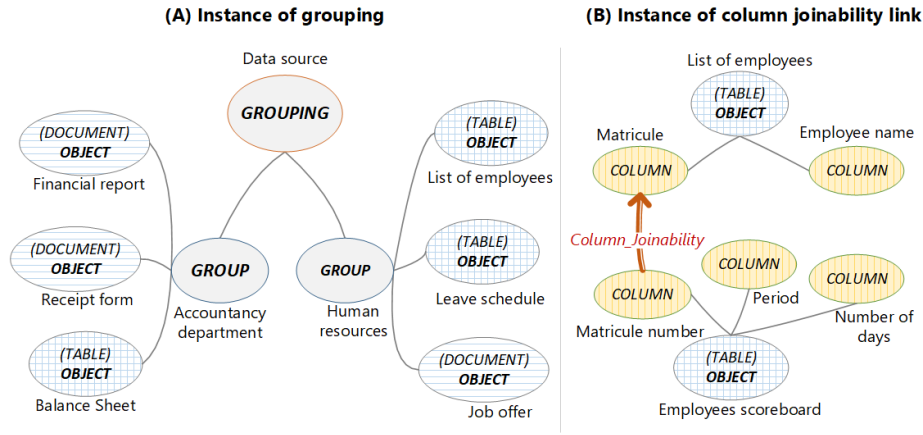 (A) Instance of grouping
Data source
GROUPING
(DOCUMENT)
OBJECT
Financial report
(DOCUMENT)
OBJECT
Receipt form
(TABLE)
OBJECT
Balance Sheet
GROUP
Accountancy
department
GROUP
Human
resources
(TABLE)
OBJECT
List of employees
(TABLE)
OBJECT
Leave schedule
(DOCUMENT)
OBJECT
Job offer
(B) Instance of column joinability link
List of employees
(TABLE)
OBJECT
Matricule
COLUMN
Employee name
COLUMN
Column_Joinability
COLUMN
Matricule number
COLUMN
Period
COLUMN
Number of
days
(TABLE)
OBJECT
Employees scoreboard